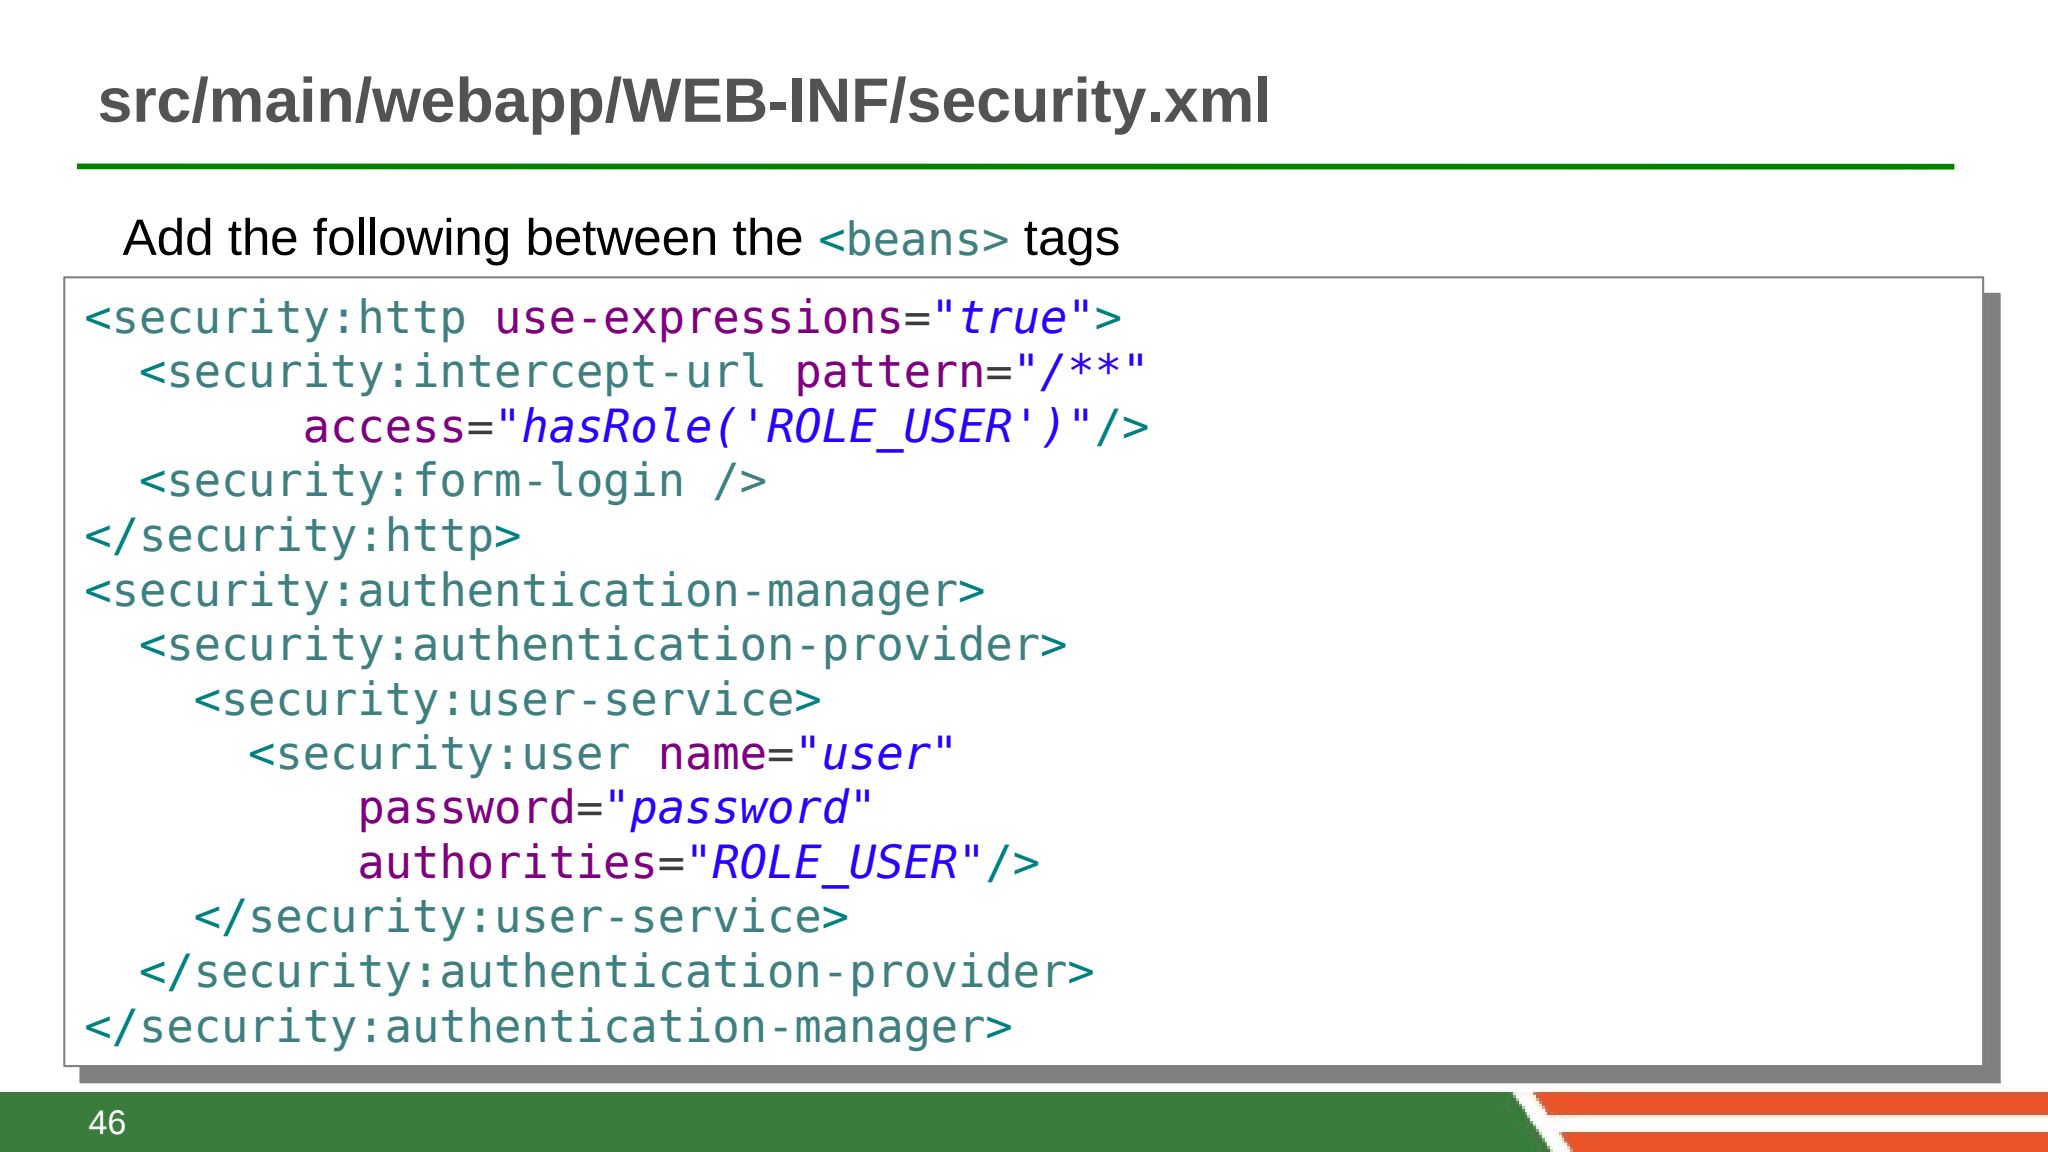 src/main/webapp/WEB-INF/security.xml
Add the following between the <beans> tags
<security:http use-expressions="true">
  <security:intercept-url pattern="/**"
        access="hasRole('ROLE_USER')"/>
  <security:form-login />
</security:http>
<security:authentication-manager>
  <security:authentication-provider>
    <security:user-service>
      <security:user name="user"
          password="password"
          authorities="ROLE_USER"/>
    </security:user-service>
  </security:authentication-provider>
</security:authentication-manager>
46